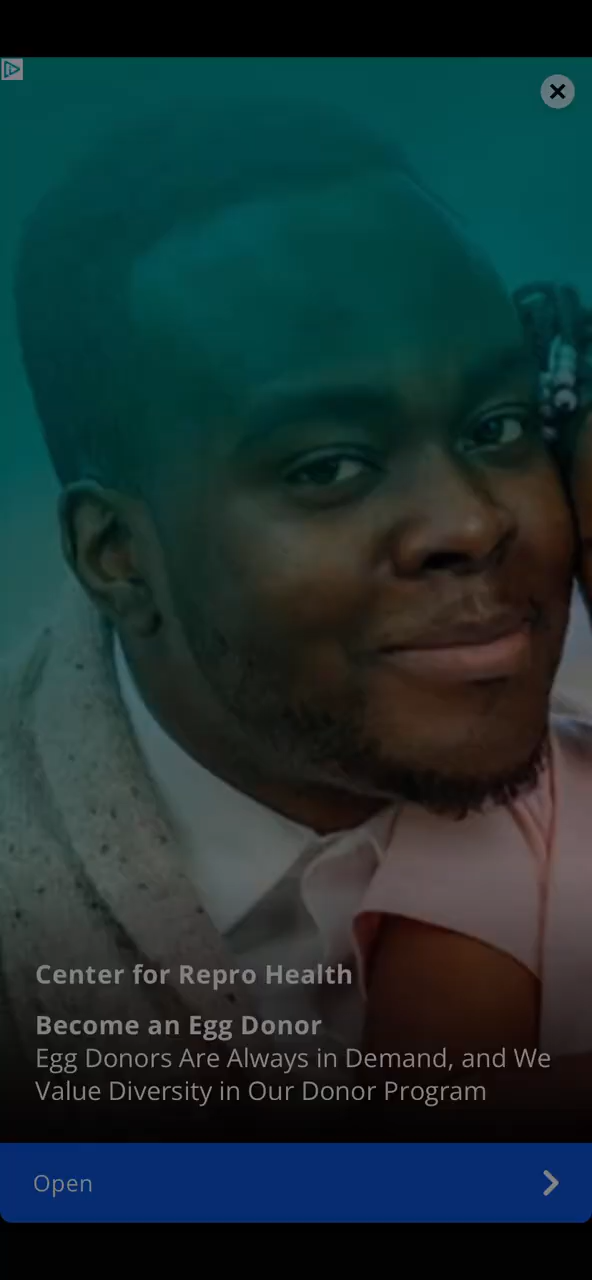 Center for Repro Health
Become an Egg Donor
Egg Donors Are Always in Demand, and We
Value Diversity in Our Donor Program
Open